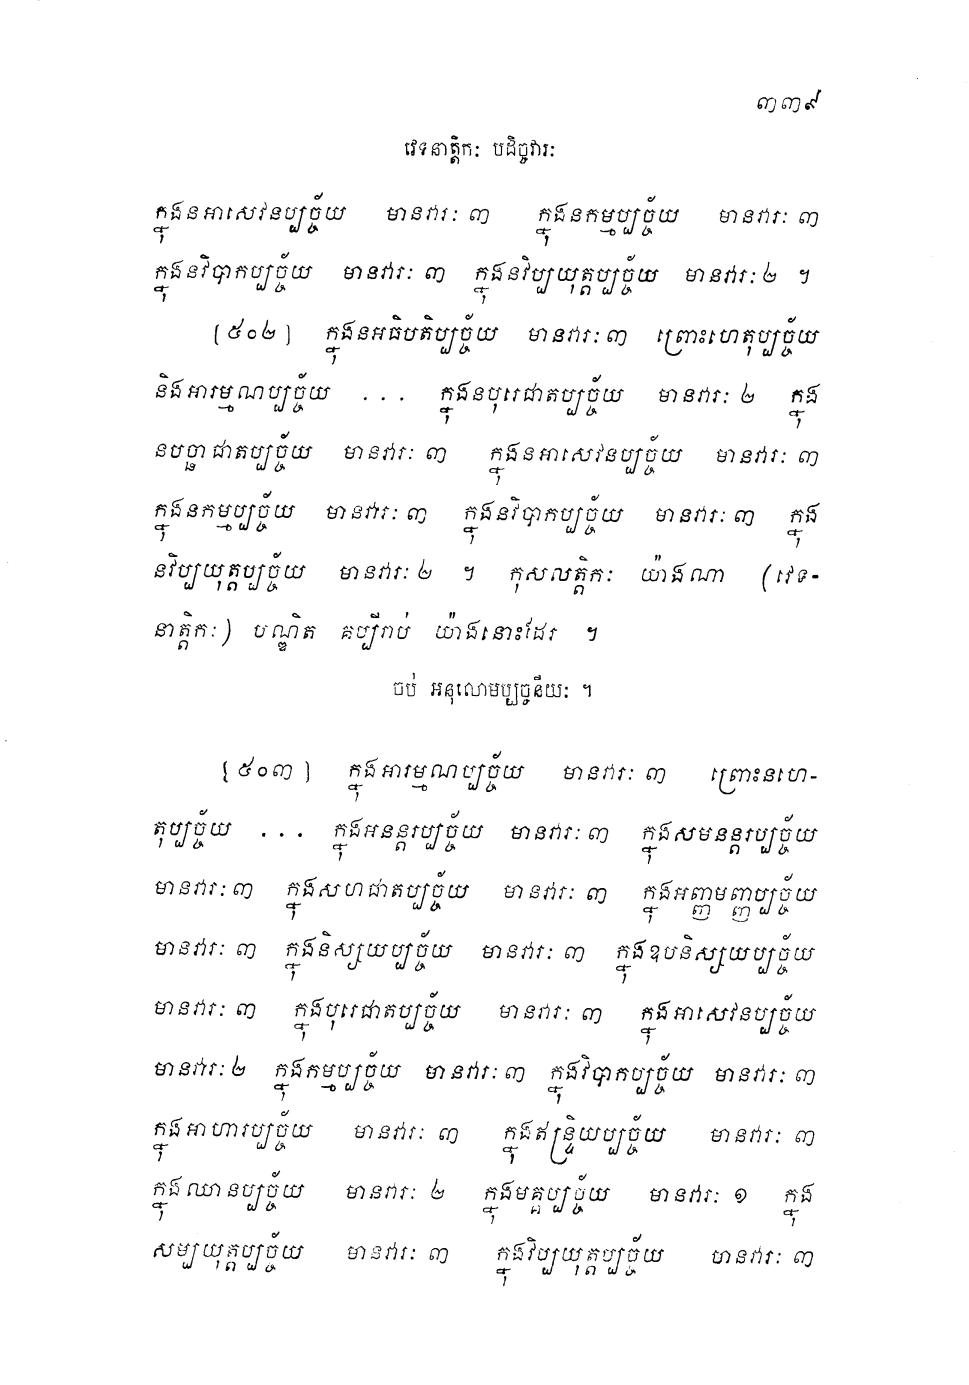 ៣៣៩
វេទនាត្តិកៈ បដិច្ចវារៈ
ក្នុងនអាសេវនប្បច្ច័យ មានវារៈ ៣ ក្នុងនកម្មប្បច្ច័យ មានវារៈ ៣
ក្នុងនវិបាកប្បច្ច័យ មានវារៈ ៣ ក្នុងនវិប្បយុត្តប្បច្ច័យ មានវារៈ ២ ។
[៥០២] ក្នុងនអធិបតិប្បច្ច័យ មានវារៈ ៣ ព្រោះហេតុប្បច្ច័យ
និងអារម្មណប្បច្ច័យ ... ក្នុងនបុរេជាតប្បច្ច័យ មានវារៈ ២ ក្នុង
នបច្ឆាជាតប្បច្ច័យ មានវារៈ ៣ ក្នុងនអាសេវនប្បច្ច័យ មានវារៈ ៣
ក្នុងនកម្មប្បច្ច័យ មានវារៈ ៣ ក្នុងនវិបាកប្បច្ច័យ មានវារៈ ៣ ក្នុង
នវិប្បយុត្តប្បច្ច័យ មានវារៈ ២ ។ កុសលត្តិកៈ យ៉ាងណា (វេទ-
នាត្តិកៈ) បណ្ឌិត គប្បីរាប់ យ៉ាងនោះដែរ ។
ចប់ អនុលោមប្បច្ចនីយៈ ។
[៥០៣] ក្នុងអារម្មណប្បច្ច័យ មានវារៈ ៣ ព្រោះនហេ-
តុប្បច្ច័យ ... ក្នុងអនន្តរប្បច្ច័យ មានវារៈ ៣ ក្នុងសមនន្តរប្បច្ច័យ
មានវារៈ ៣ ក្នុងសហជាតប្បច្ច័យ មានវារៈ ៣ ក្នុងអញ្ញមញ្ញប្បច្ច័យ
មានវារៈ ៣ ក្នុងនិស្សយប្បច្ច័យ មានវារៈ ៣ ក្នុងឧបនិស្សយប្បច្ច័យ
មានវារៈ ៣ ក្នុងបុរេជាតប្បច្ច័យ មានវារៈ ៣ ក្នុងអាសេវនប្បច្ច័យ
មានវារៈ ២ ក្នុងកម្មប្បច្ច័យ មានវារៈ ៣ ក្នុងវិបាកប្បច្ច័យ មានវារៈ ៣
ក្នុងអាហារប្បច្ច័យ មានវារៈ ៣ ក្នុងឥន្ទ្រិយប្បច្ច័យ មានវារៈ ៣
ក្នុងឈានប្បច្ច័យ មានវារៈ ២ ក្នុងមគ្គប្បច្ច័យ មានវារៈ ១ ក្នុង
សម្បយុត្តប្បច្ច័យ មានវារៈ ៣ ក្នុងវិប្បយុត្តប្បច្ច័យ មានវារៈ ៣